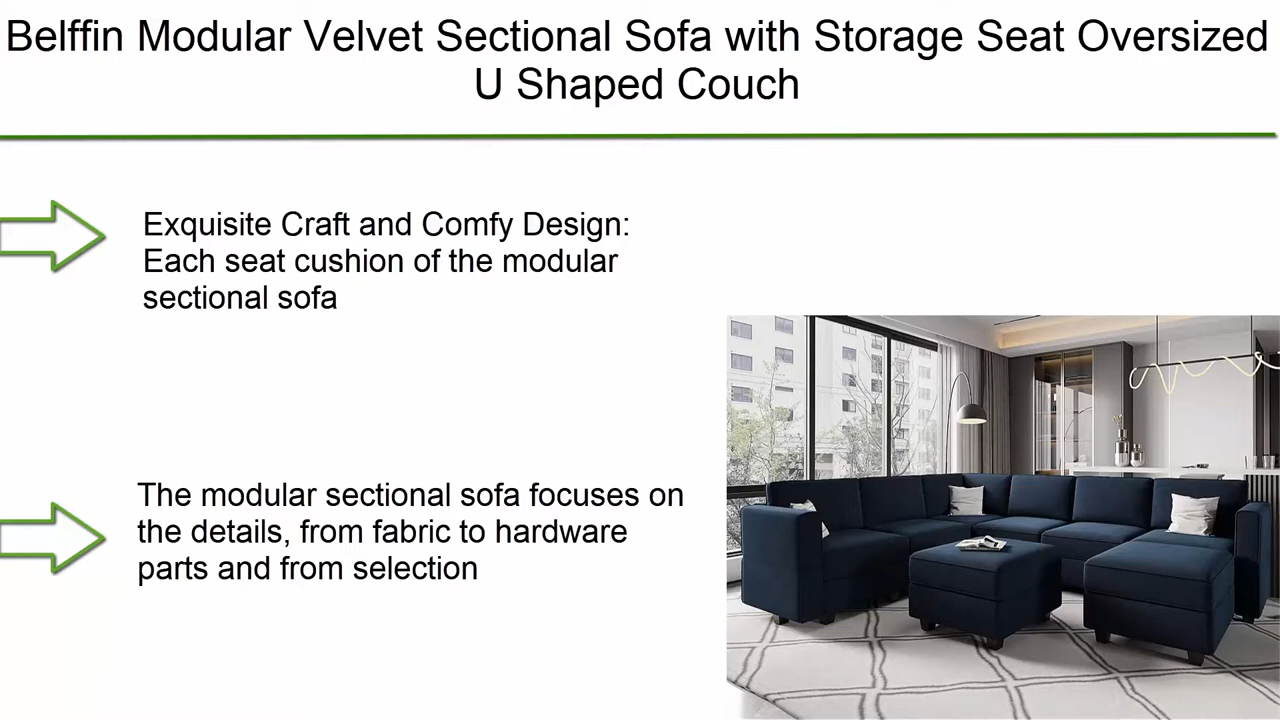 Belffin Modular Velvet Sectional Sofa with Storage Seat Oversized
U Shaped Couch
Exquisite Craft and Comfy Design:
Each seat cushion of the modular
sectional sofa
The modular sectional sofa focuses on
the details, from fabric to hardware
parts and from selection